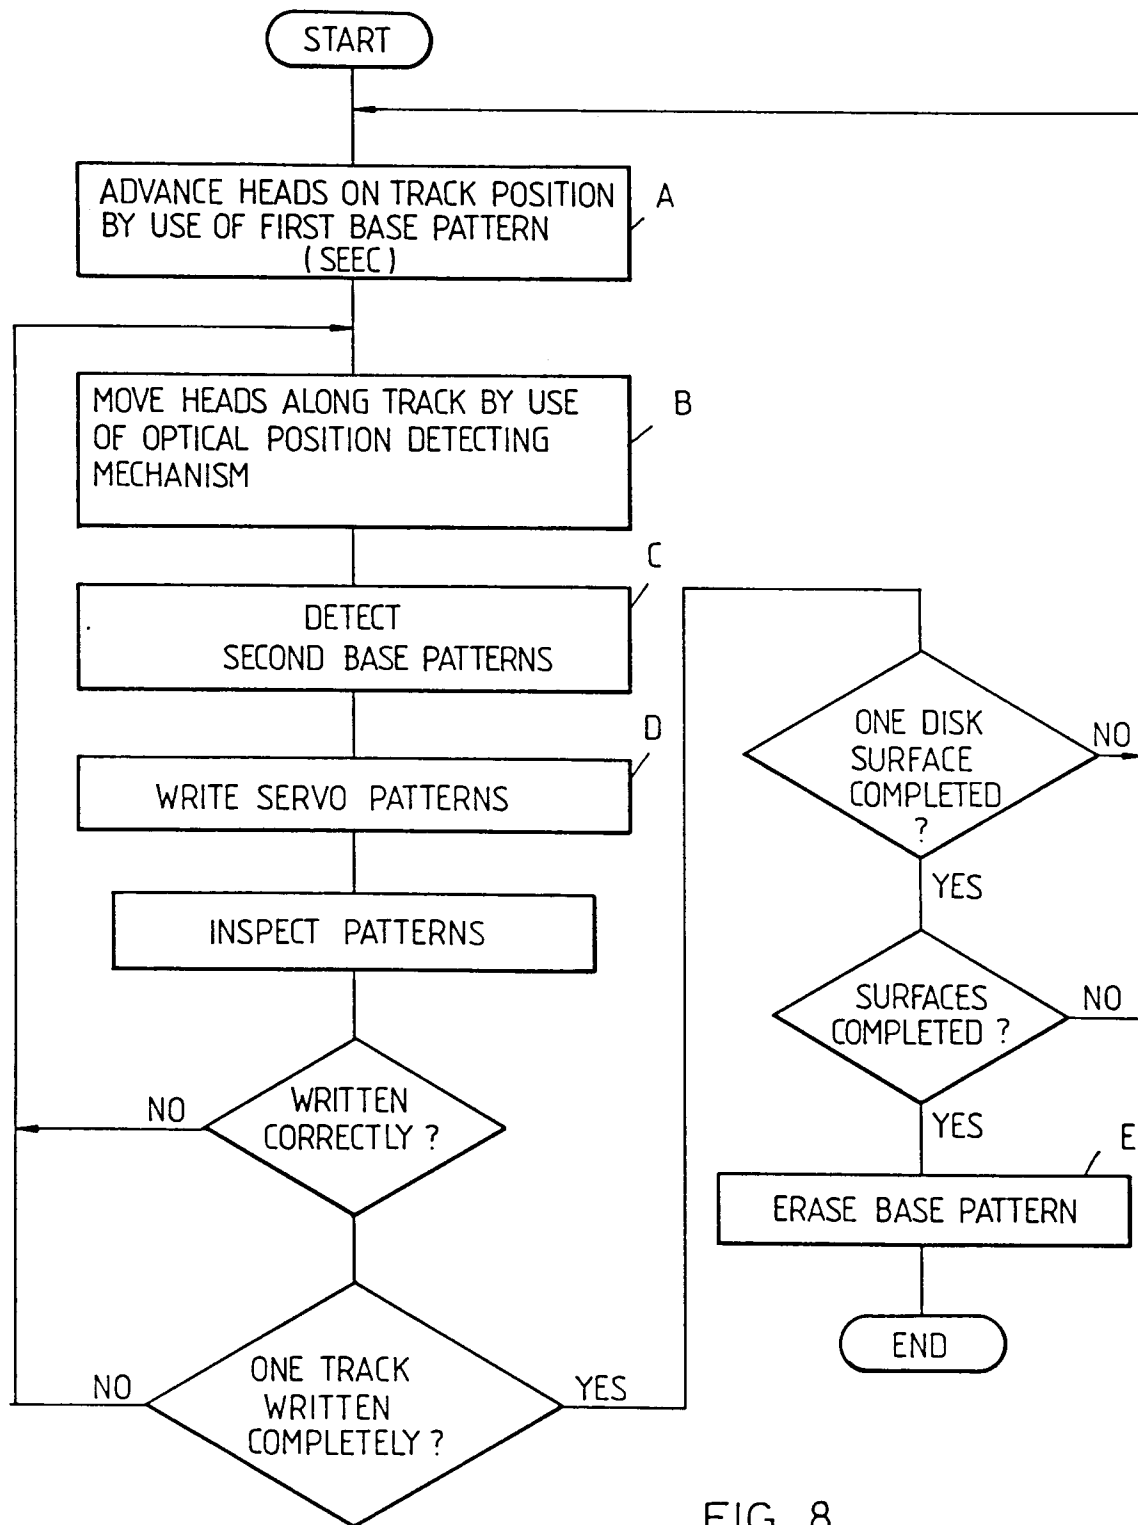 START
ADVANCE HEADS ON TRACK POSITION
BY USE OF FIRST BASE PATTERN
(SEEC)
A
MOVE HEADS ALONG TRACK BY USE
OF OPTICAL POSITION DETECTING
MECHANISM
B
DETECT
SECOND BASE PATTERNS
C
WRITE SERVO PATTERNS
D
INSPECT PATTERNS
WRITTEN
CORRECTLY ?
NO
ONE TRACK
WRITTEN
COMPLETELY ?
NO
YES
ONE DISK
SURFACE
COMPLETED
?
NO
YES
SURFACES
COMPLETED ?
NO
YES
ERASE BASE PATTERN
E
END
FIG. 8